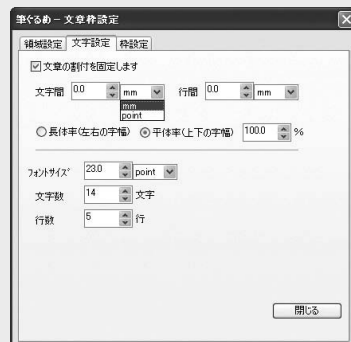 筆ぐるめ - 文章枠設定
領域設定 文字設定 枠設定
文章の割付を固定します
文字間 0.0 mm 行間 0.0 mm
mm
point
長体率(左右の字幅) 平体率(上下の字幅) 100.0 %
フォントサイズ 23.0 point
文字数 14 文字
行数 5 行
閉じる